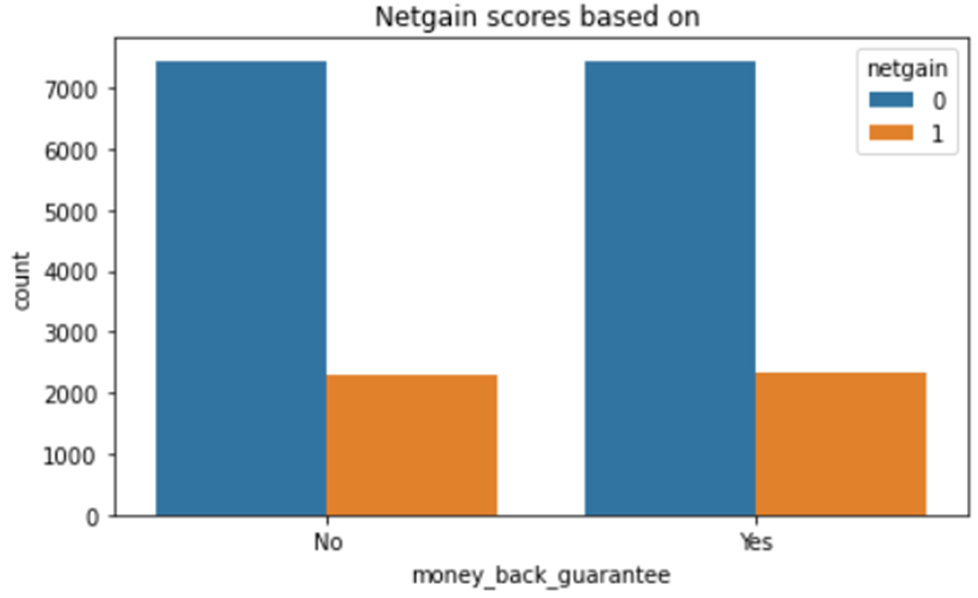 Netgain scores based on
netgain
0
1
7000
6000
5000
4000
3000
2000
1000
0
count
No
Yes
money_back_guarantee